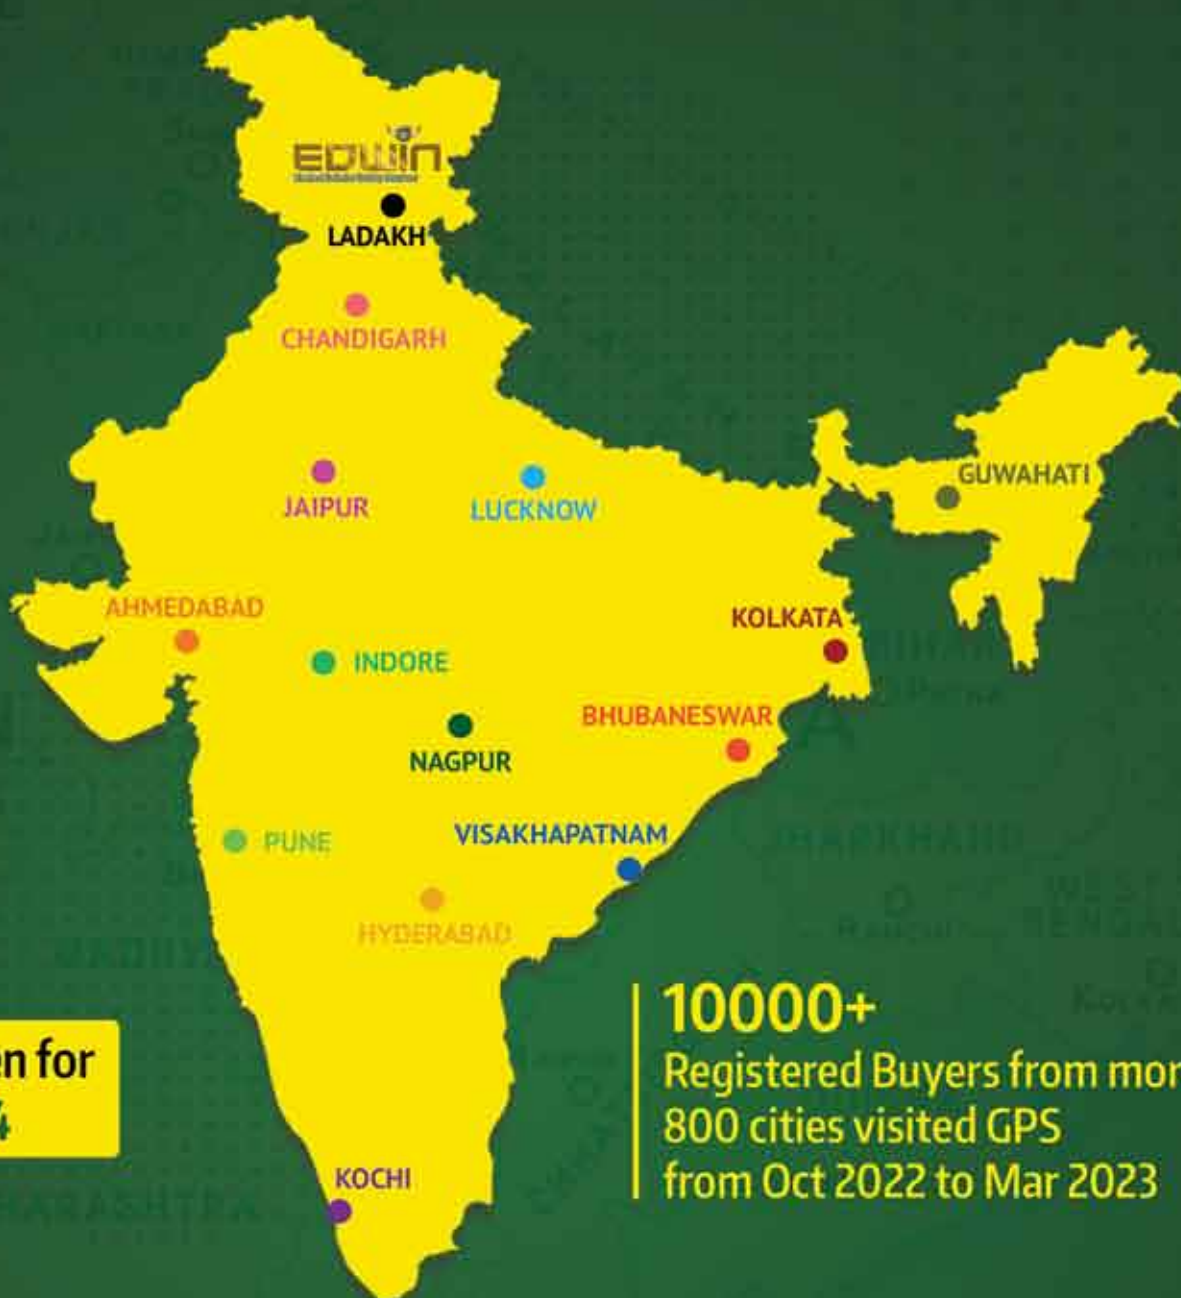 EDWIN
LADAKH
CHANDIGARH
JAIPUR
LUCKNOW
GUWAHATI
AHMEDABAD
KOLKATA
INDORE
BHUBANESWAR
NAGPUR
VISAKHAPATNAM
PUNE
HYDERABAD
10000+
Registered Buyers from
800 cities visited GPS
from Oct 2022 to Mar 2023
for
4
KOCHI